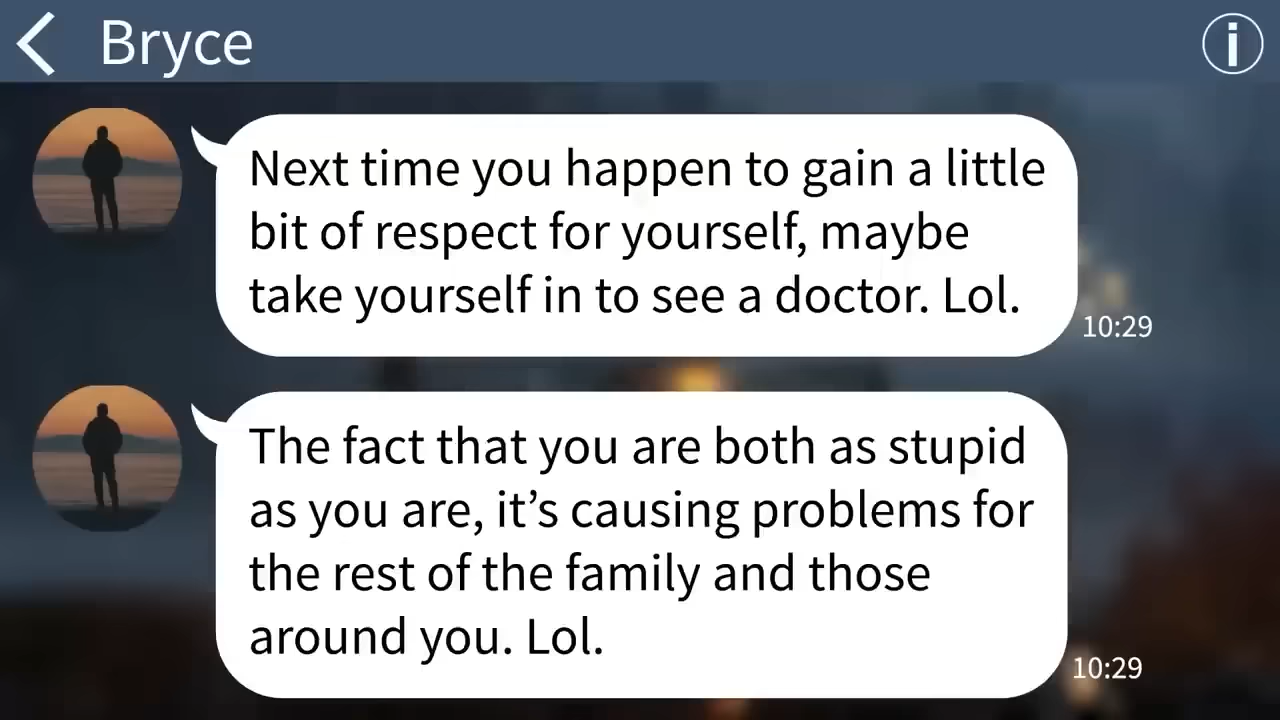 Bryce
Next time you happen to gain a little
bit of respect for yourself, maybe
take yourself in to see a doctor. Lol.
10:29
The fact that you are both as stupid
as you are, it’s causing problems for
the rest of the family and those
around you. Lol.
10:29